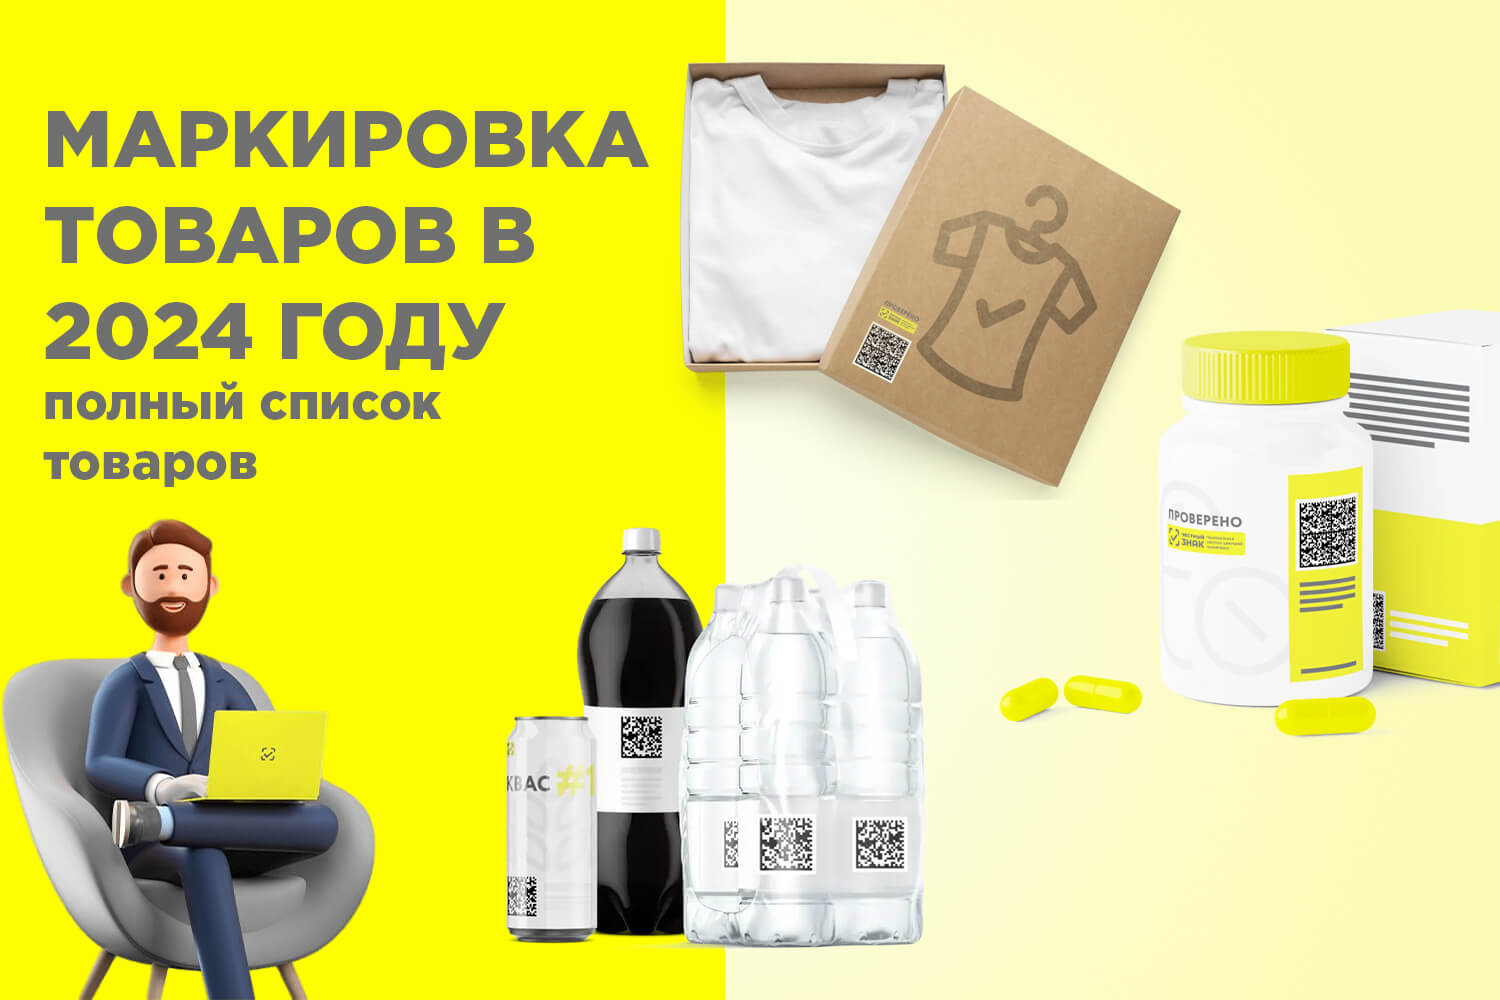 МАРКИРОВКА
ТОВАРОВ В
2024 ГОДУ
полный список
товаров
ПРОВЕРЕНО
ПРОВЕРЕНО
ЧЕСТНЫЙ
ЗНАК
КВАС #1